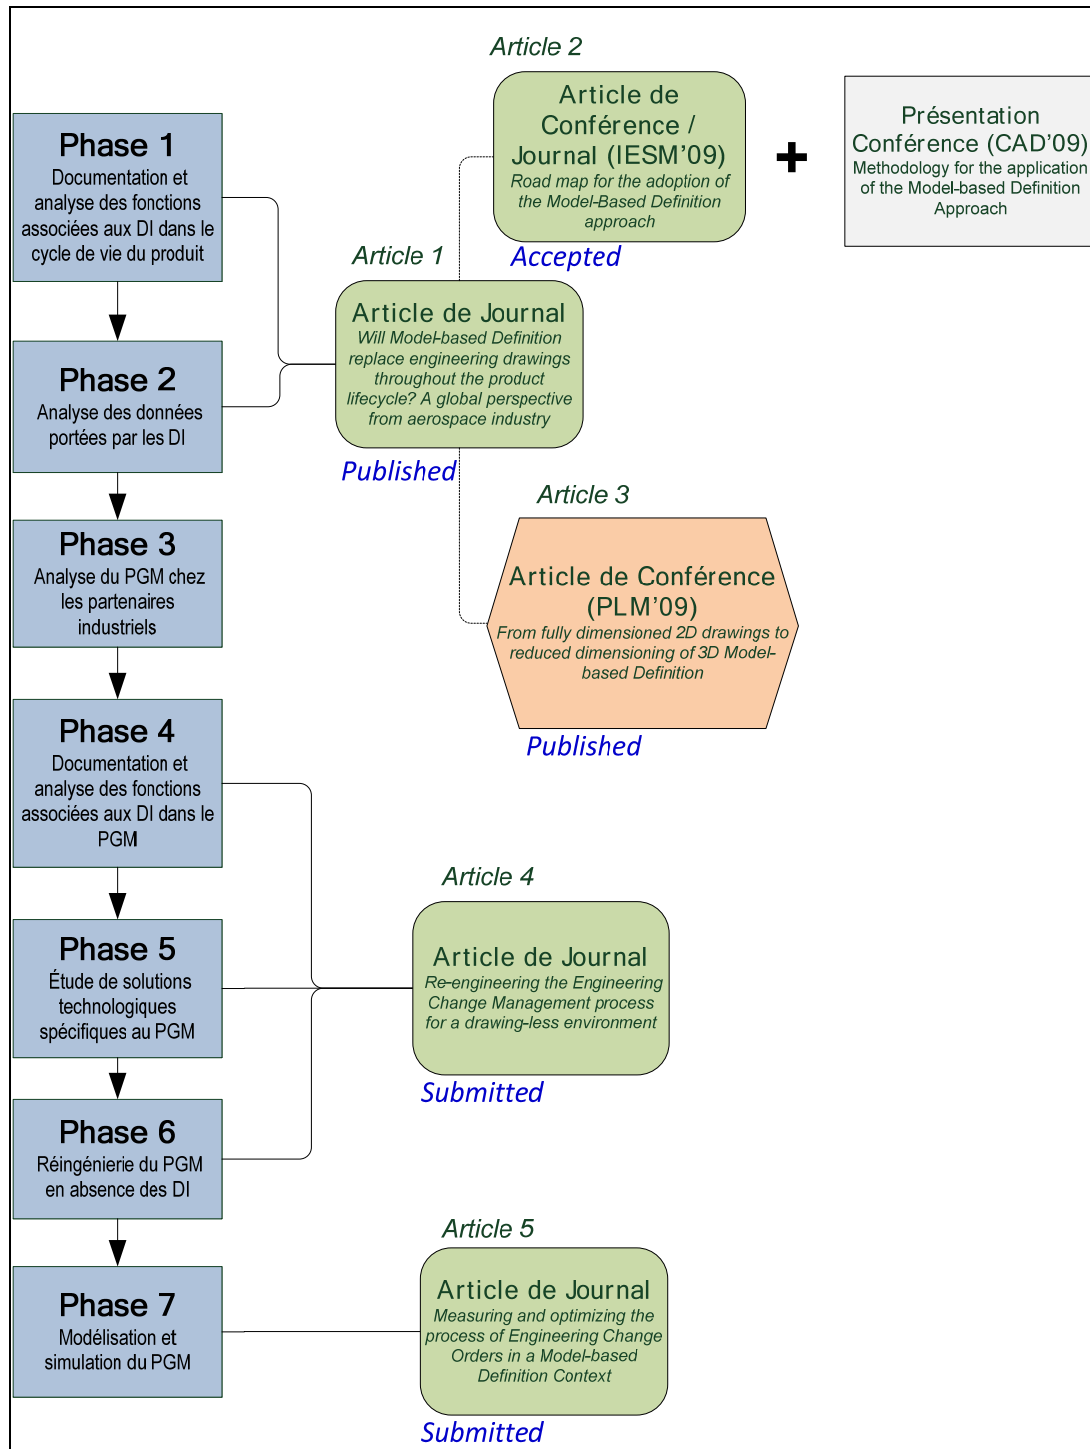 Phase 1
Documentation et
analyse des fonctions
associées aux DI dans le
cycle de vie du produit
Phase 2
Analyse des données
portées par les DI
Phase 3
Analyse du PGM chez
les partenaires
industriels
Phase 4
Documentation et
analyse des fonctions
associées aux DI dans le
PGM
Phase 5
Étude de solutions
technologiques
spécifiques au PGM
Phase 6
Réingénierie du PGM
en absence des DI
Phase 7
Modélisation et
simulation du PGM
Article 1
Article de Journal
Will Model-based Definition
replace engineering drawings
throughout the product
lifecycle? A global perspective
from aerospace industry
Published
Article 2
Article de
Conférence /
Journal (IESM'09)
Road map for the adoption of
the Model-Based Definition
approach
Accepted
+
Présentation
Conférence (CAD'09)
Methodology for the application
of the Model-based Definition
Approach
Article 3
Article de Conférence
(PLM'09)
From fully dimensioned 2D drawings to
reduced dimensioning of 3D Model-
based Definition
Published
Article 4
Article de Journal
Re-engineering the Engineering
Change Management process
for a drawing-less environment
Submitted
Article 5
Article de Journal
Measuring and optimizing the
process of Engineering Change
Orders in a Model-based
Definition Context
Submitted